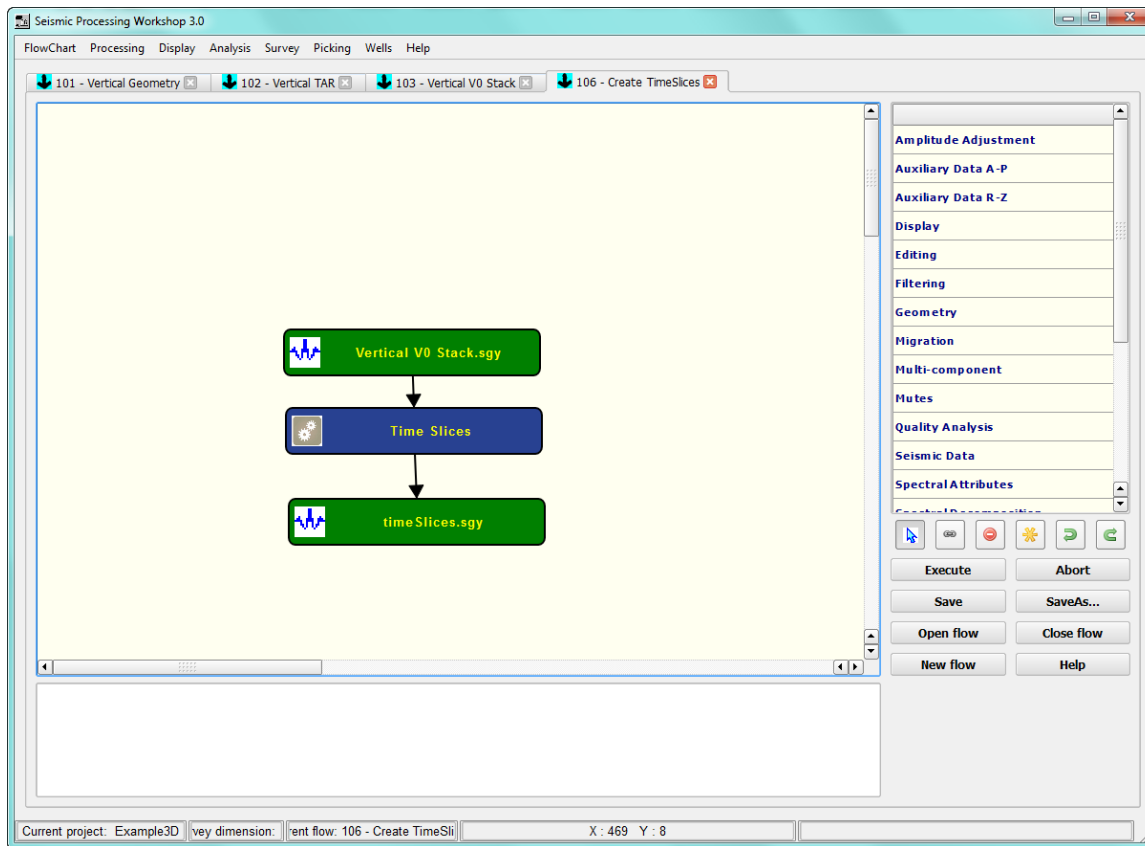 Seismic Processing Workshop 3.0
FlowChart Processing Display Analysis Survey Picking Wells Help
101 - Vertical Geometry 102 - Vertical TAR 103 - Vertical V0 Stack 106 - Create TimeSlices
Vertical V0 Stack.sgy
Time Slices
timeSlices.sgy
Amplitude Adjustment
Auxiliary Data A-P
Auxiliary Data R-Z
Display
Editing
Filtering
Geometry
Migration
Multi-component
Mutes
Quality Analysis
Seismic Data
Spectral Attributes
Spectral Decomposition
Execute Abort
Save SaveAs...
Open flow Close flow
New flow Help
Current project: Example3D vey dimension: rent flow: 106 - Create TimeSli X : 469 Y : 8